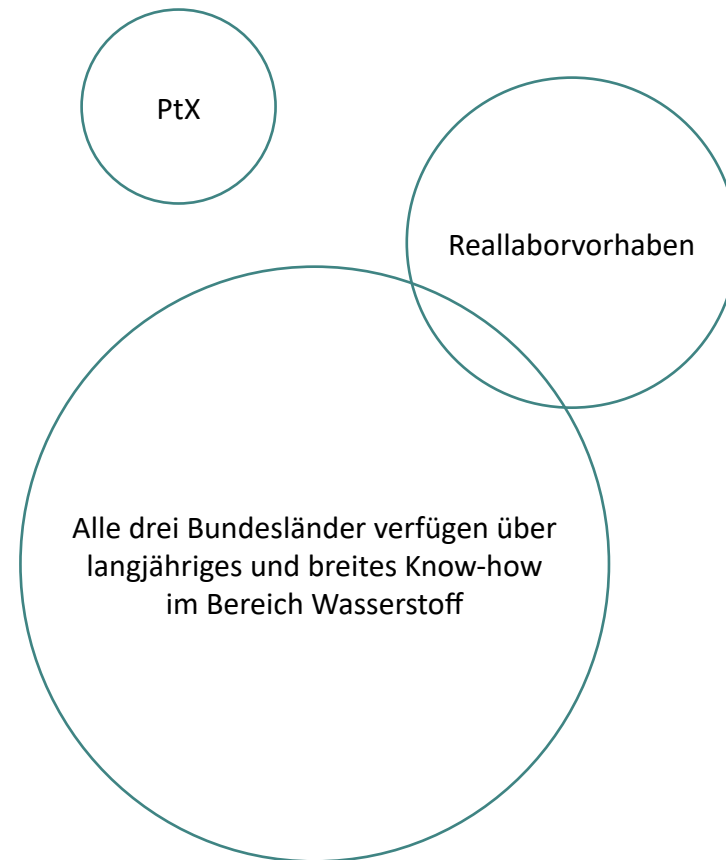 PtX
Reallaborvorhaben
Alle drei Bundesländer verfügen über
langjähriges und breites Know-how
im Bereich Wasserstoff